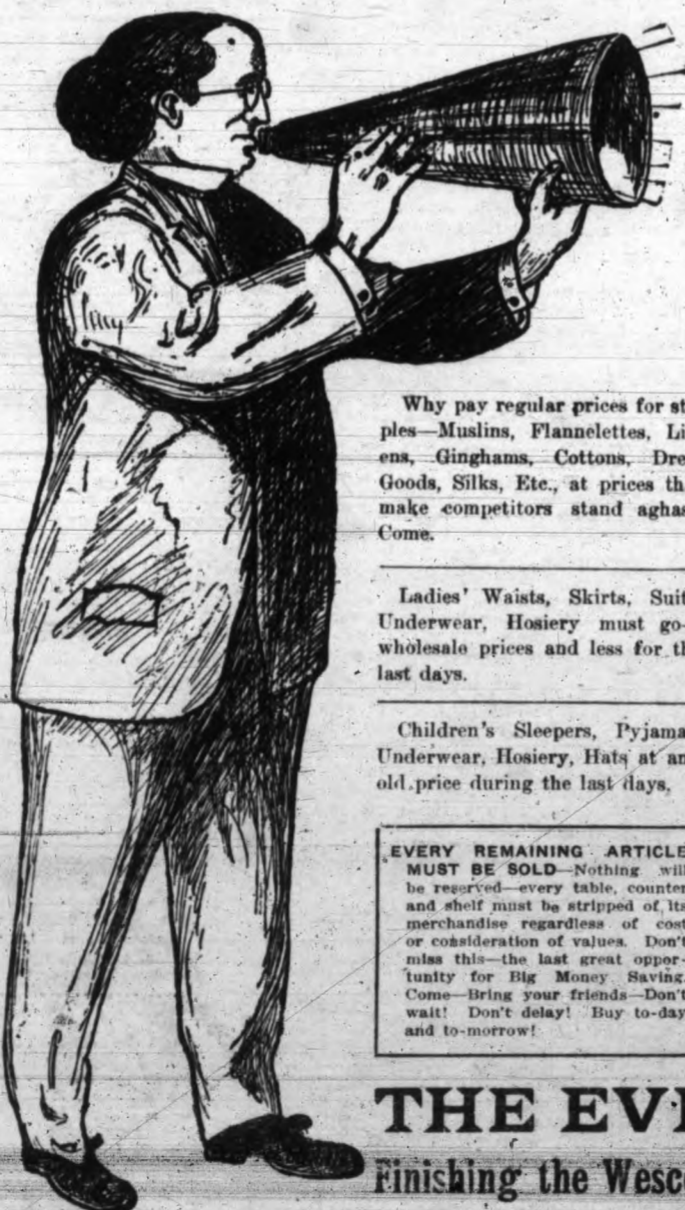 Why pay regular prices for st
ples—Muslins, Flannelettes, Li
ens, Ginghams, Cottons, Dre
Goods, Silks, Etc., at prices th
make competitors stand aghas
Come.
Ladies' Waists, Skirts, Suit
Underwear, Hosiery must go-
wholesale prices and less for th
last days.
Children's Sleepers, Pyjama
Underwear, Hosiery, Hats at an
old price during the last days.
EVERY REMAINING ARTICLE
MUST BE SOLD—Nothing will
be reserved—every table, counter
and shelf must be stripped of its
merchandise regardless of cost
or consideration of values. Don't
miss this—the last great oppor-
tunity for Big Money Saving.
Come—Bring your friends—Don't
wait! Don't delay! Buy to-day
and to-morrow!
THE EVE
Finishing the Wesc